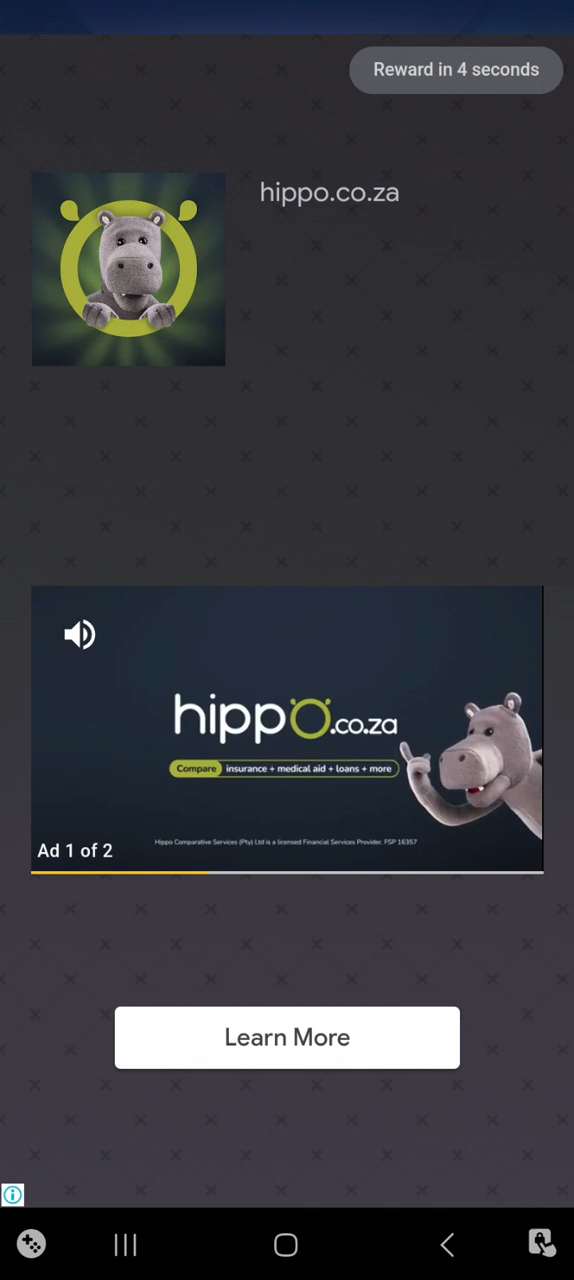 Reward in 4 seconds
hippo.co.za
hippo.co.za
Compare insurance + medical aid + loans + more
Hippo Comparative Services (Pty) Ltd is a licensed Financial Services Provider. FSP 16357
Ad 1 of 2
Learn More